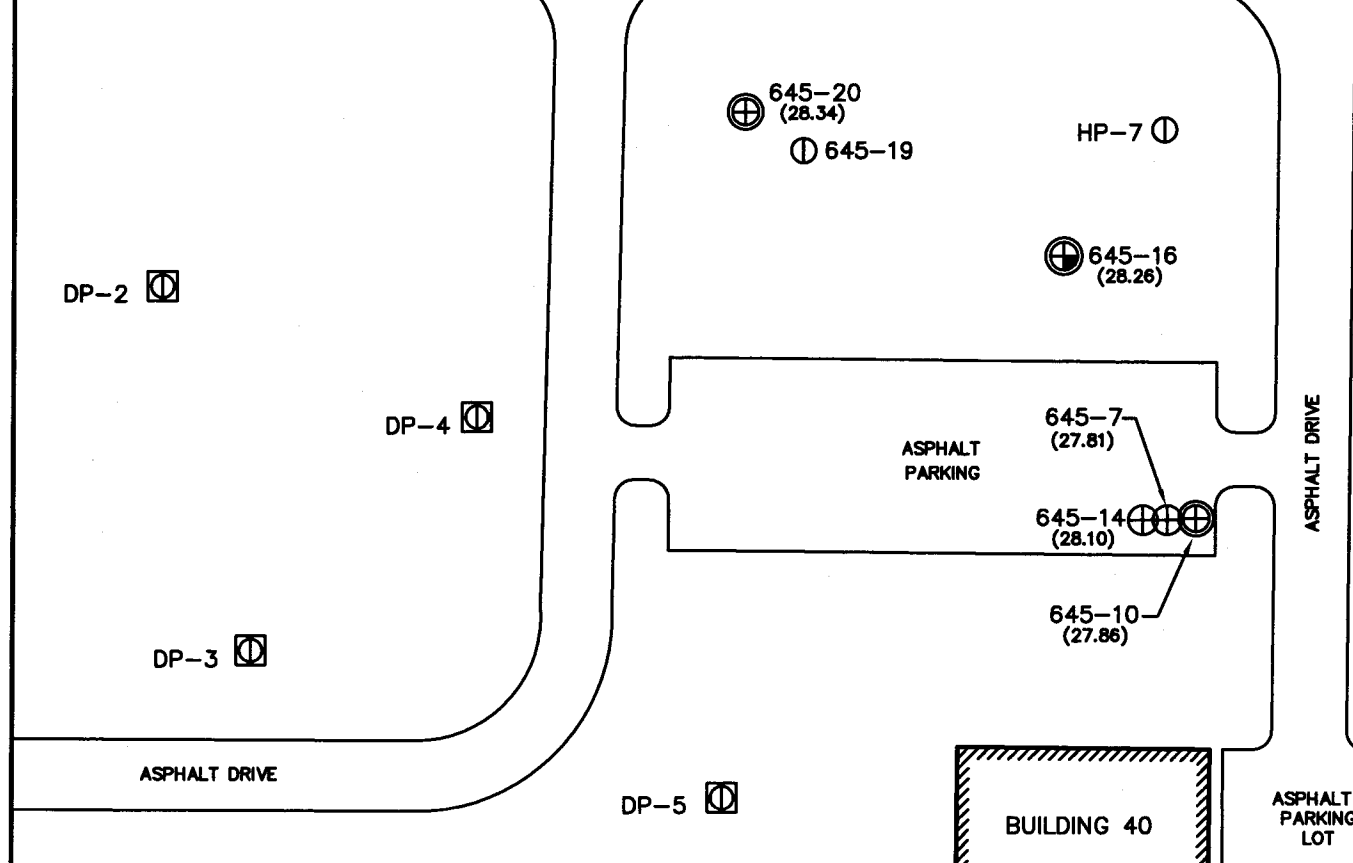 645-20
(28.34)
645-19
HP-7
645-16
(28.26)
DP-2
DP-4
645-7
(27.81)
ASPHALT
PARKING
ASPHALT DRIVE
645-14
(28.10)
645-10
(27.86)
DP-3
ASPHALT DRIVE
DP-5
BUILDING 40
ASPHALT
PARKING
LOT